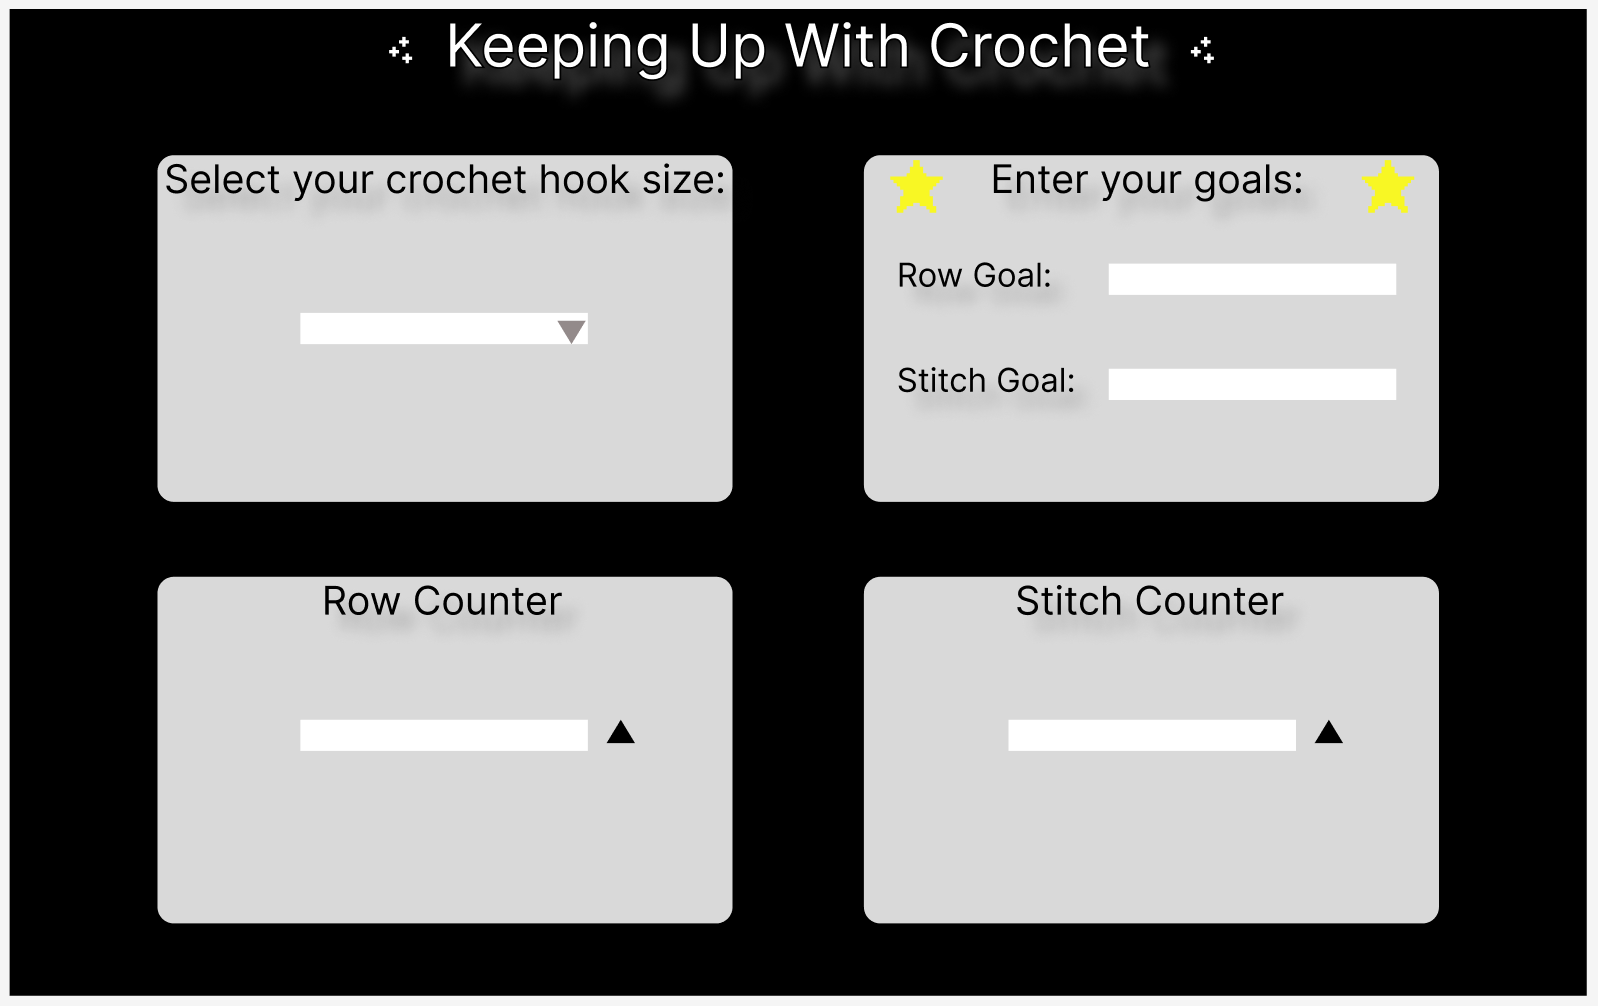 Keeping Up With Crochet
Select your crochet hook size:
Enter your goals:
Row Goal:
Stitch Goal:
Row Counter
Stitch Counter